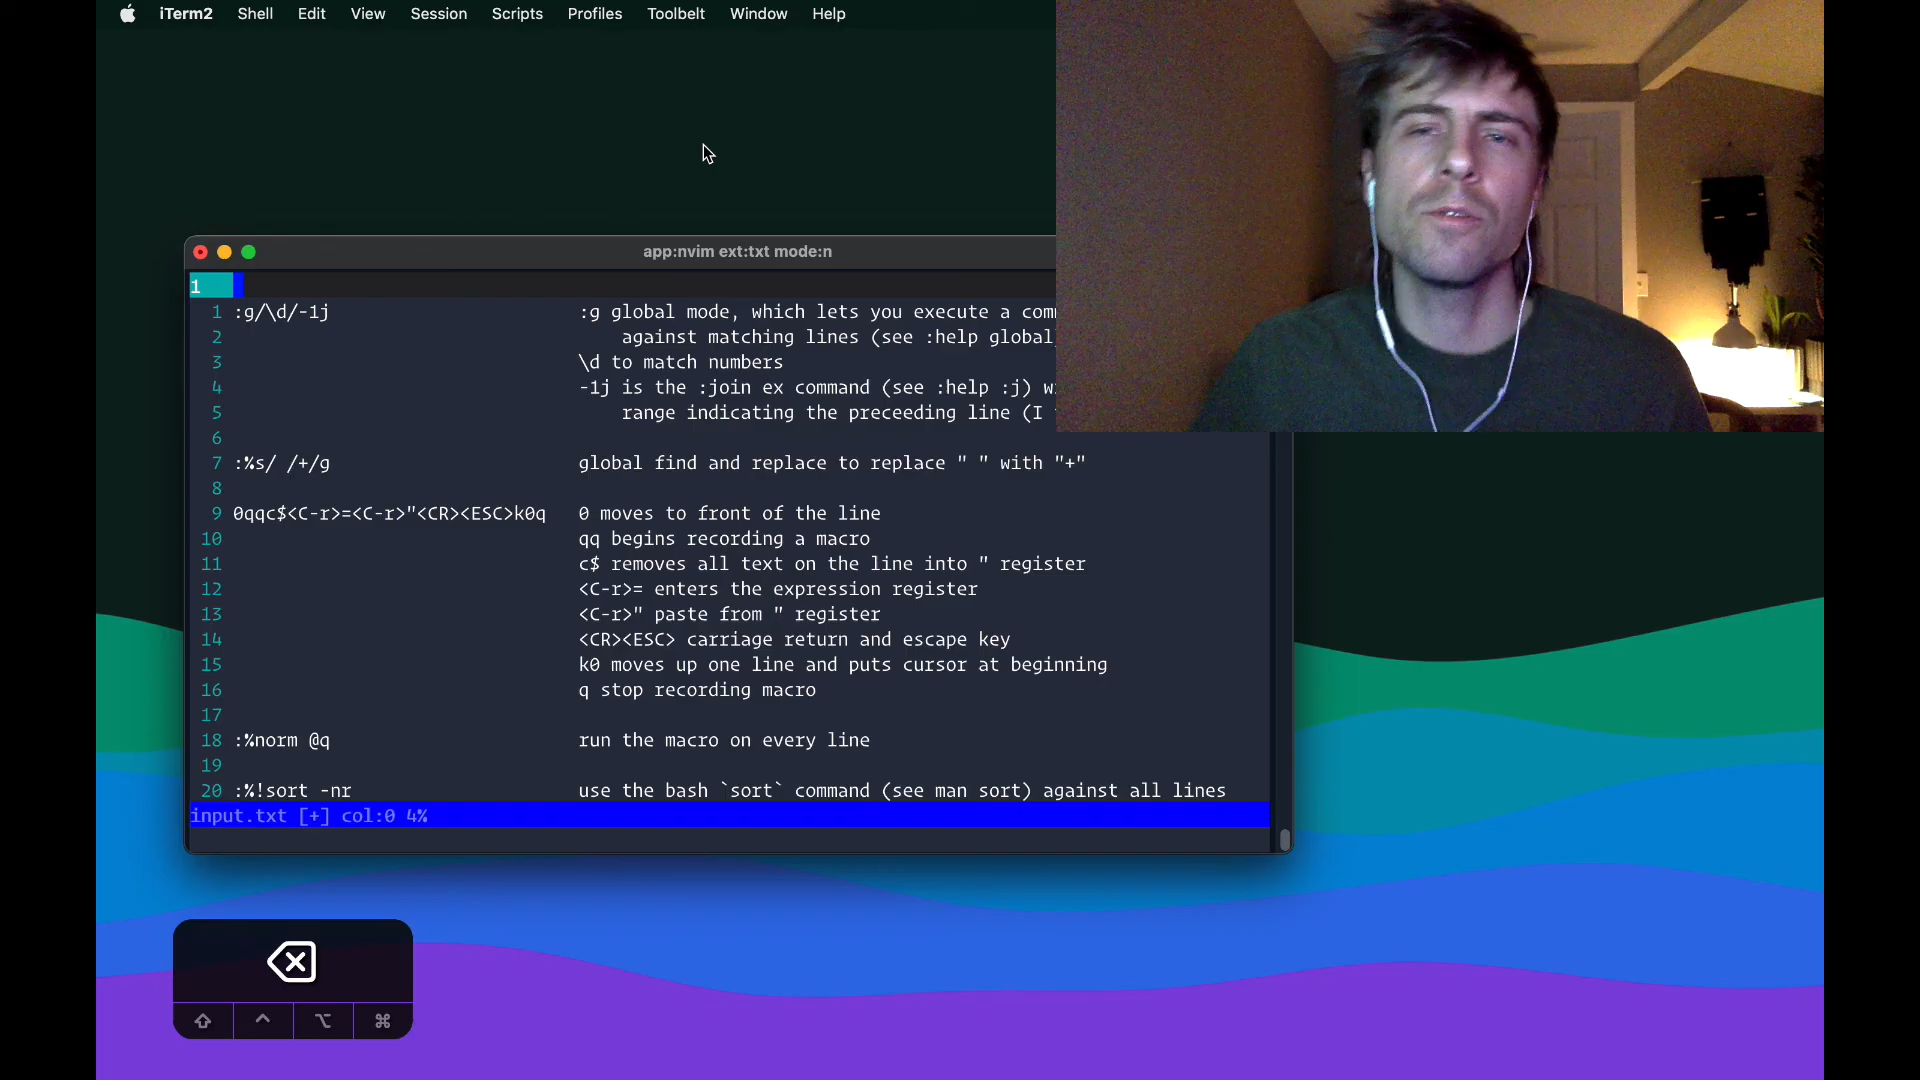 iTerm2 Shell Edit View Session Scripts Profiles Toolbelt Window Help
app:nvim ext:txt mode:n
1
1 :g/\d/-1j :g global mode, which lets you execute a com
2 against matching lines (see :help global
3 \d to match numbers
4 -1j is the :join ex command (see :help :j)
5 range indicating the preceeding line (I
6
7 :%s/ /+/g global find and replace to replace " " with "+"
8
9 0qqc$<C-r>=<C-r>"<CR><ESC>k0q 0 moves to front of the line
10 qq begins recording a macro
11 c$ removes all text on the line into " register
12 <C-r>= enters the expression register
13 <C-r>" paste from " register
14 <CR><ESC> carriage return and escape key
15 k0 moves up one line and puts cursor at beginning
16 q stop recording macro
17
18 :%norm @q run the macro on every line
19
20 :%!sort -nr use the bash `sort` command (see man sort) against all lines
input.txt [+] col:0 4%